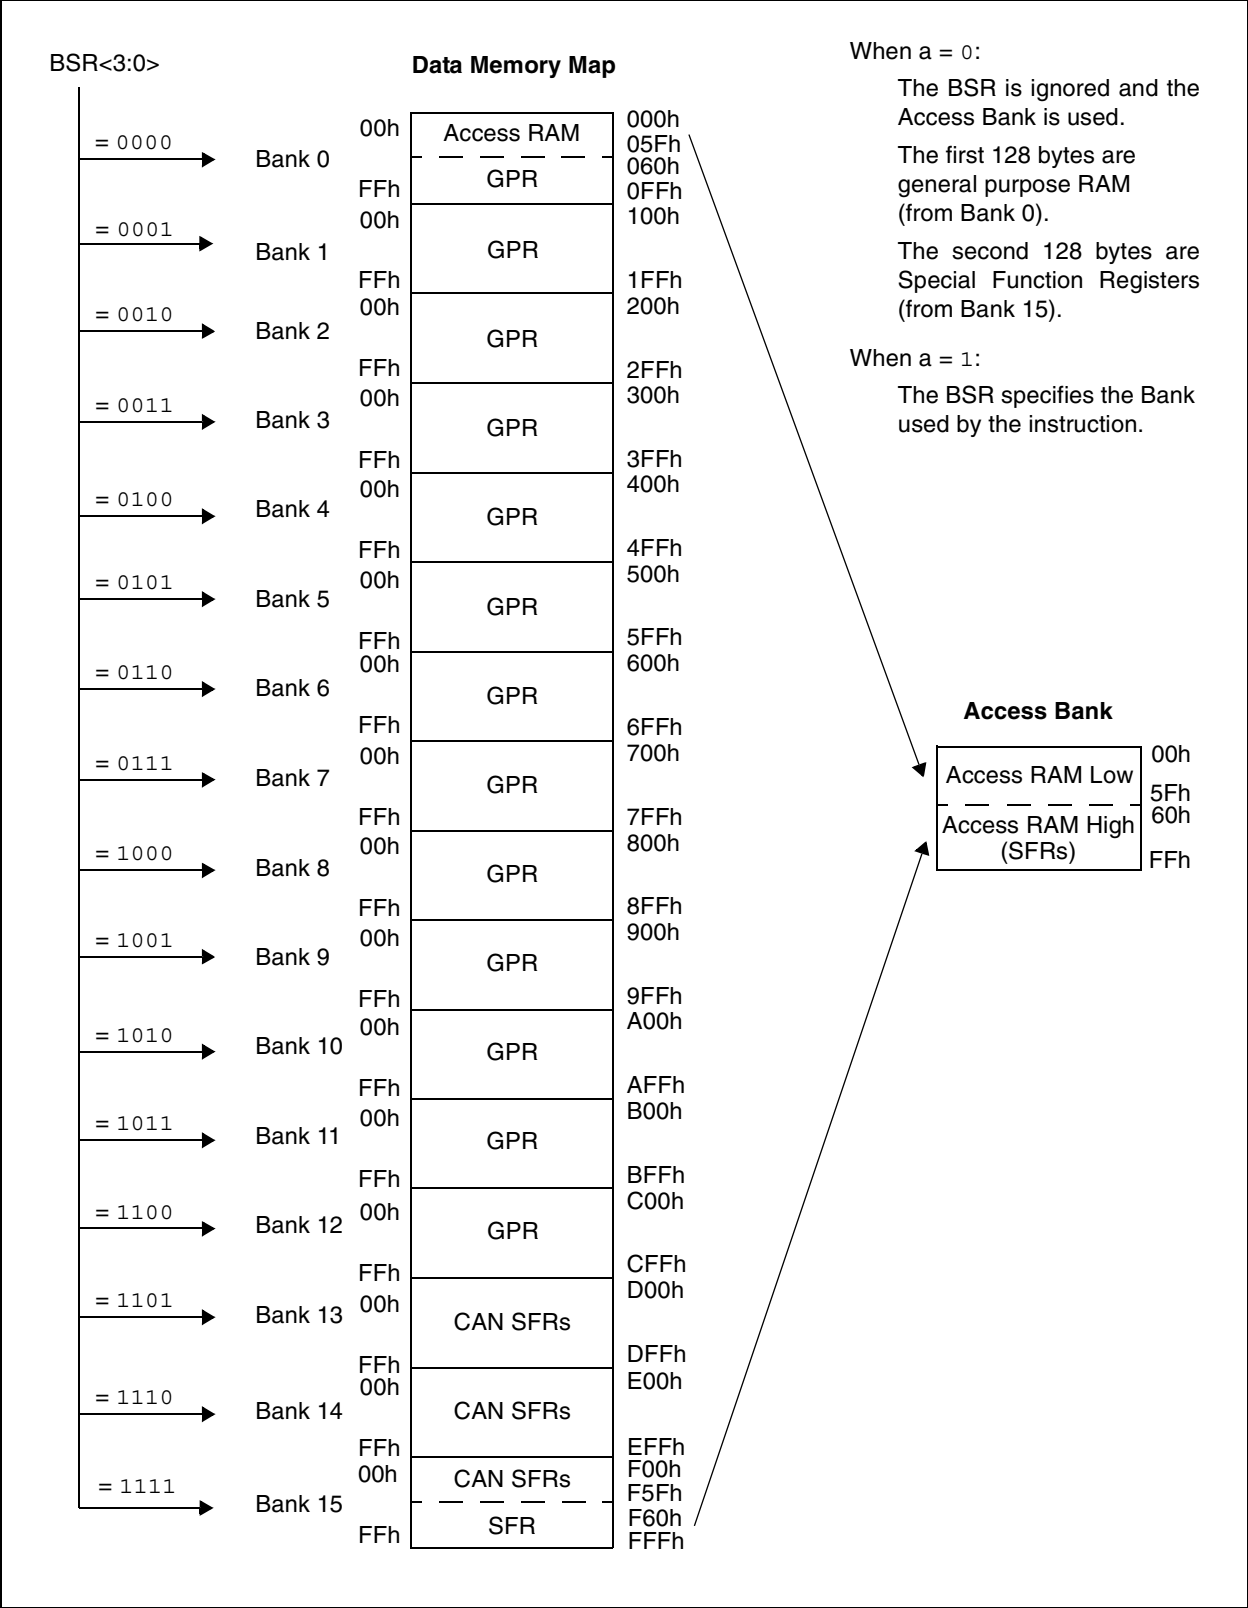 BSR<3:0>
Data Memory Map
When a = 0:
The BSR is ignored and the
Access Bank is used.
The first 128 bytes are
general purpose RAM
(from Bank 0).
The second 128 bytes are
Special Function Registers
(from Bank 15).
When a = 1:
The BSR specifies the Bank
used by the instruction.
= 0000
Bank 0
00h
Access RAM
000h
05Fh
060h
GPR
FFh
0FFh
= 0001
Bank 1
00h
GPR
100h
FFh
1FFh
= 0010
Bank 2
00h
GPR
200h
FFh
2FFh
= 0011
Bank 3
00h
GPR
300h
FFh
3FFh
= 0100
Bank 4
00h
GPR
400h
FFh
4FFh
= 0101
Bank 5
00h
GPR
500h
FFh
5FFh
= 0110
Bank 6
00h
GPR
600h
FFh
6FFh
= 0111
Bank 7
00h
GPR
700h
FFh
7FFh
= 1000
Bank 8
00h
GPR
800h
FFh
8FFh
= 1001
Bank 9
00h
GPR
900h
FFh
9FFh
= 1010
Bank 10
00h
GPR
A00h
FFh
AFFh
= 1011
Bank 11
00h
GPR
B00h
FFh
BFFh
= 1100
Bank 12
00h
GPR
C00h
FFh
CFFh
= 1101
Bank 13
00h
CAN SFRs
D00h
FFh
DFFh
= 1110
Bank 14
00h
CAN SFRs
E00h
FFh
EFFh
= 1111
Bank 15
00h
CAN SFRs
F00h
F5Fh
F60h
SFR
FFh
FFFh
Access Bank
Access RAM Low
00h
5Fh
60h
Access RAM High
(SFRs)
FFh